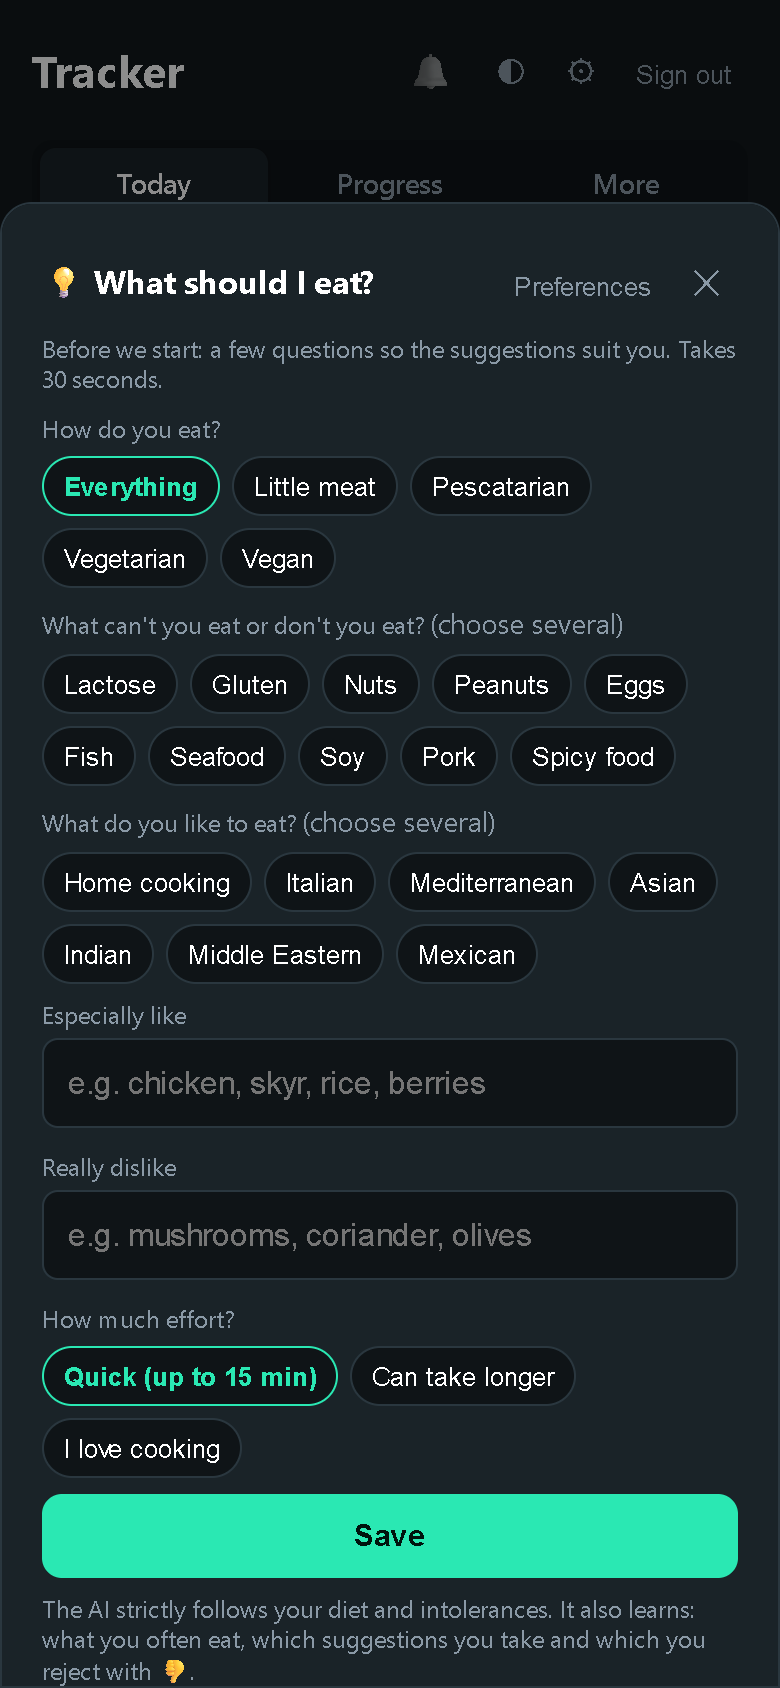 Tracker
Sign out
Today Progress More
What should I eat? Preferences
Before we start: a few questions so the suggestions suit you. Takes
30 seconds.
How do you eat?
Everything Little meat Pescatarian
Vegetarian Vegan
What can't you eat or don't you eat? (choose several)
Lactose Gluten Nuts Peanuts Eggs
Fish Seafood Soy Pork Spicy food
What do you like to eat? (choose several)
Home cooking Italian Mediterranean Asian
Indian Middle Eastern Mexican
Especially like
e.g. chicken, skyr, rice, berries
Really dislike
e.g. mushrooms, coriander, olives
How much effort?
Quick (up to 15 min) Can take longer
I love cooking
Save
The AI strictly follows your diet and intolerances. It also learns:
what you often eat, which suggestions you take and which you
reject with 👎.